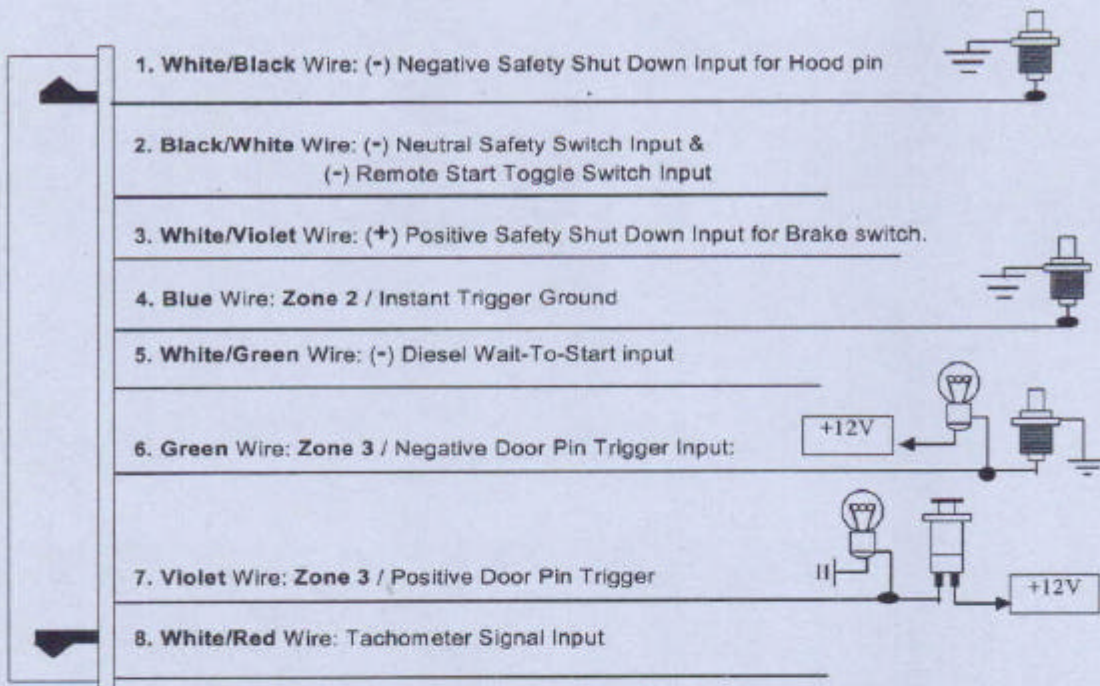 1. White/Black Wire: (-) Negative Safety Shut Down Input for Hood pin
2. Black/White Wire: (-) Neutral Safety Switch Input &
(-) Remote Start Toggle Switch Input
3. White/Violet Wire: (+) Positive Safety Shut Down Input for Brake switch.
4. Blue Wire: Zone 2 / Instant Trigger Ground
5. White/Green Wire: (-) Diesel Wait-To-Start input
+12V
6. Green Wire: Zone 3 / Negative Door Pin Trigger Input:
7. Violet Wire: Zone 3 / Positive Door Pin Trigger
+12V
8. White/Red Wire: Tachometer Signal Input